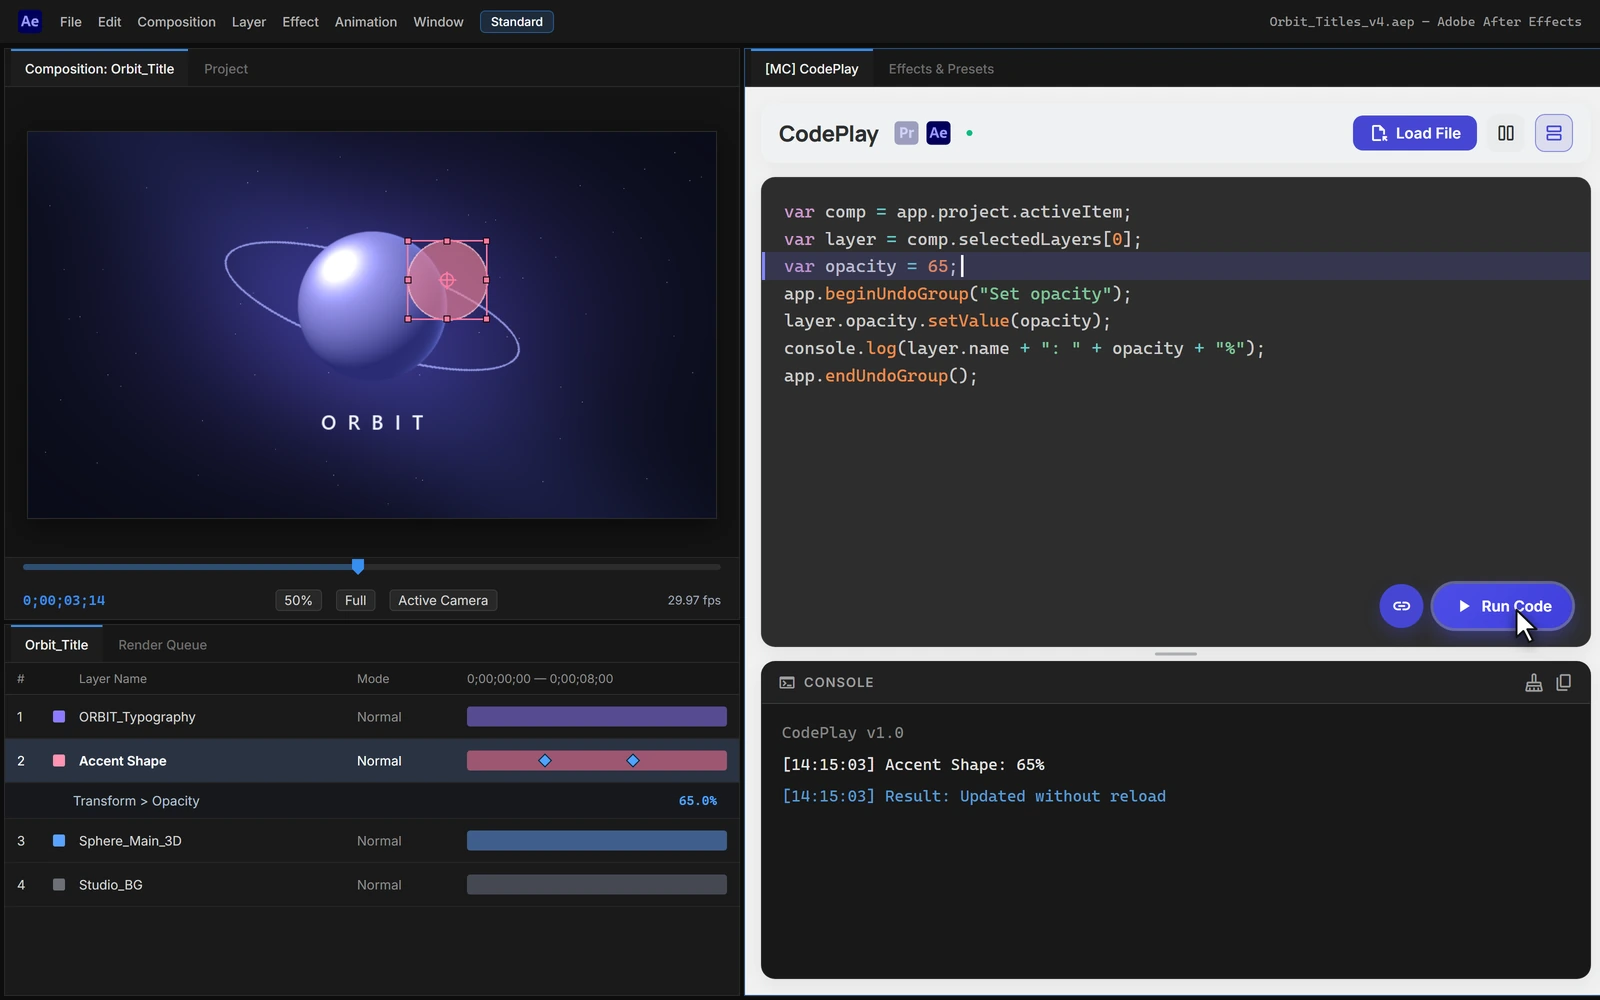 Ae File Edit Composition Layer Effect Animation Window Standard Orbit_Titles_v4.aep — Adobe After Effects
Composition: Orbit_Title Project
ORBIT
0;00;03;14 50% Full Active Camera 29.97 fps
Orbit_Title Render Queue
# Layer Name Mode 0;00;00;00 — 0;00;08;00
1 ORBIT_Typography Normal
2 Accent Shape Normal
Transform > Opacity 65.0%
3 Sphere_Main_3D Normal
4 Studio_BG Normal
[MC] CodePlay Effects & Presets
CodePlay Pr Ae Load File
var comp = app.project.activeItem;
var layer = comp.selectedLayers[0];
var opacity = 65;
app.beginUndoGroup("Set opacity");
layer.opacity.setValue(opacity);
console.log(layer.name + ": " + opacity + "%");
app.endUndoGroup();
Run Code
CONSOLE
CodePlay v1.0
[14:15:03] Accent Shape: 65%
[14:15:03] Result: Updated without reload